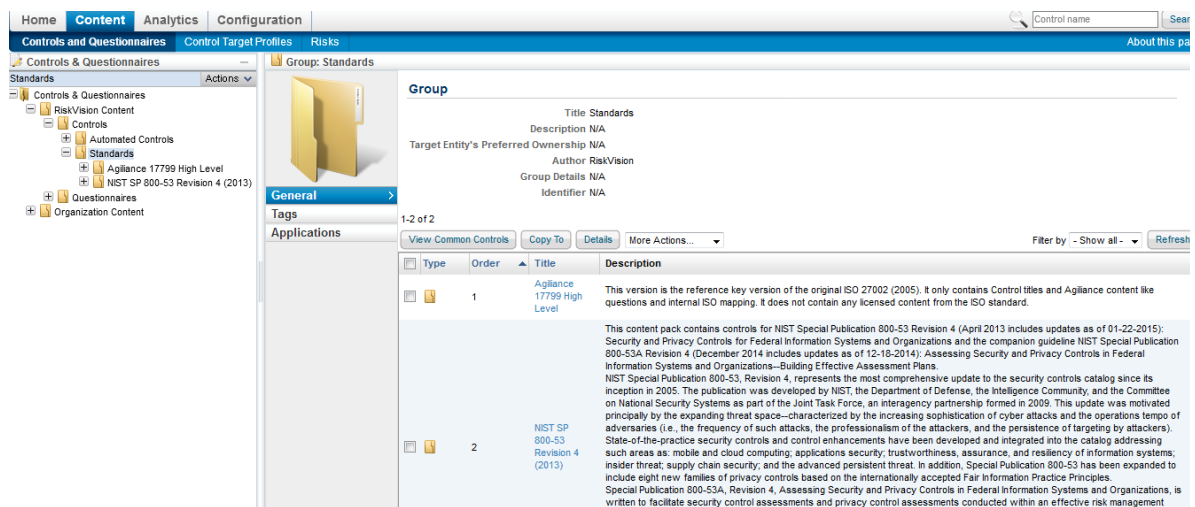 Home Content Analytics Configuration
Control name
Sear
Controls and Questionnaires Control Target Profiles Risks
About this pa
Controls & Questionnaires
Standards Actions
Controls & Questionnaires
RiskVision Content
Controls
Automated Controls
Standards
Agiliance 17799 High Level
NIST SP 800-53 Revision 4 (2013)
Questionnaires
Organization Content
Group: Standards
General
Tags
Applications
Group
Title Standards
Description N/A
Target Entity's Preferred Ownership N/A
Author RiskVision
Group Details N/A
Identifier N/A
1-2 of 2
View Common Controls Copy To Details More Actions... Filter by - Show all - Refresh
Type Order Title Description
1
Agiliance
17799 High
Level
This version is the reference key version of the original ISO 27002 (2005). It only contains Control titles and Agiliance content like
questions and internal ISO mapping. It does not contain any licensed content from the ISO standard.
2
NIST SP
800-53
Revision 4
(2013)
This content pack contains controls for NIST Special Publication 800-53 Revision 4 (April 2013 includes updates as of 01-22-2015):
Security and Privacy Controls for Federal Information Systems and Organizations and the companion guideline NIST Special Publication
800-53A Revision 4 (December 2014 includes updates as of 12-18-2014): Assessing Security and Privacy Controls in Federal
Information Systems and Organizations--Building Effective Assessment Plans.
NIST Special Publication 800-53, Revision 4, represents the most comprehensive update to the security controls catalog since its
inception in 2005. The publication was developed by NIST, the Department of Defense, the Intelligence Community, and the Committee
on National Security Systems as part of the Joint Task Force, an interagency partnership formed in 2009. This update was motivated
principally by the expanding threat space--characterized by the increasing sophistication of cyber attacks and the operations tempo of
adversaries (i.e., the frequency of such attacks, the professionalism of the attackers, and the persistence of targeting by attackers).
State-of-the-practice security controls and control enhancements have been developed and integrated into the catalog addressing
such areas as: mobile and cloud computing; applications security; trustworthiness, assurance, and resiliency of information systems;
insider threat; supply chain security; and the advanced persistent threat. In addition, Special Publication 800-53 has been expanded to
include eight new families of privacy controls based on the internationally accepted Fair Information Practice Principles.
Special Publication 800-53A, Revision 4, Assessing Security and Privacy Controls in Federal Information Systems and Organizations, is
written to facilitate security control assessments and privacy control assessments conducted within an effective risk management